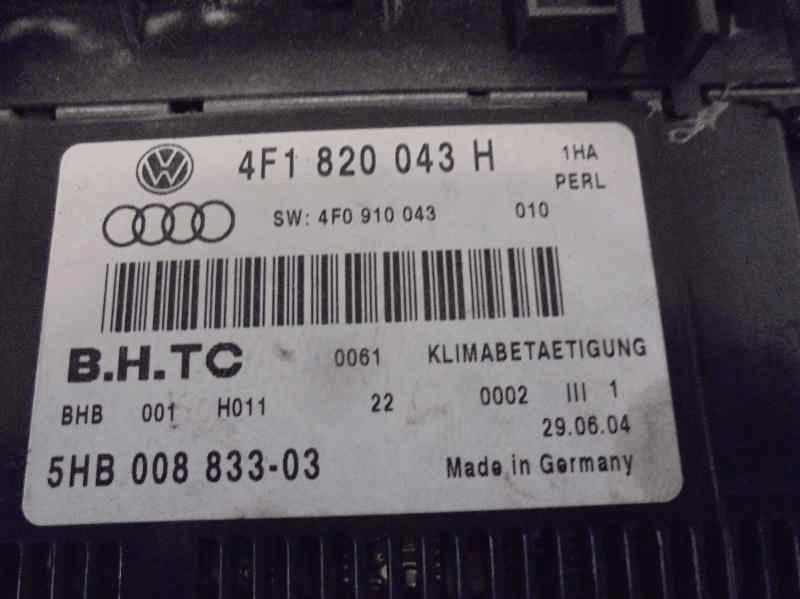 4F1 820 043 H 1HA
PERL
SW: 4F0 910 043 010
B.H.TC 0061 KLIMABETAETIGUNG
BHB 001 H011 22 0002 III 1
29.06.04
5HB 008 833-03 Made in Germany